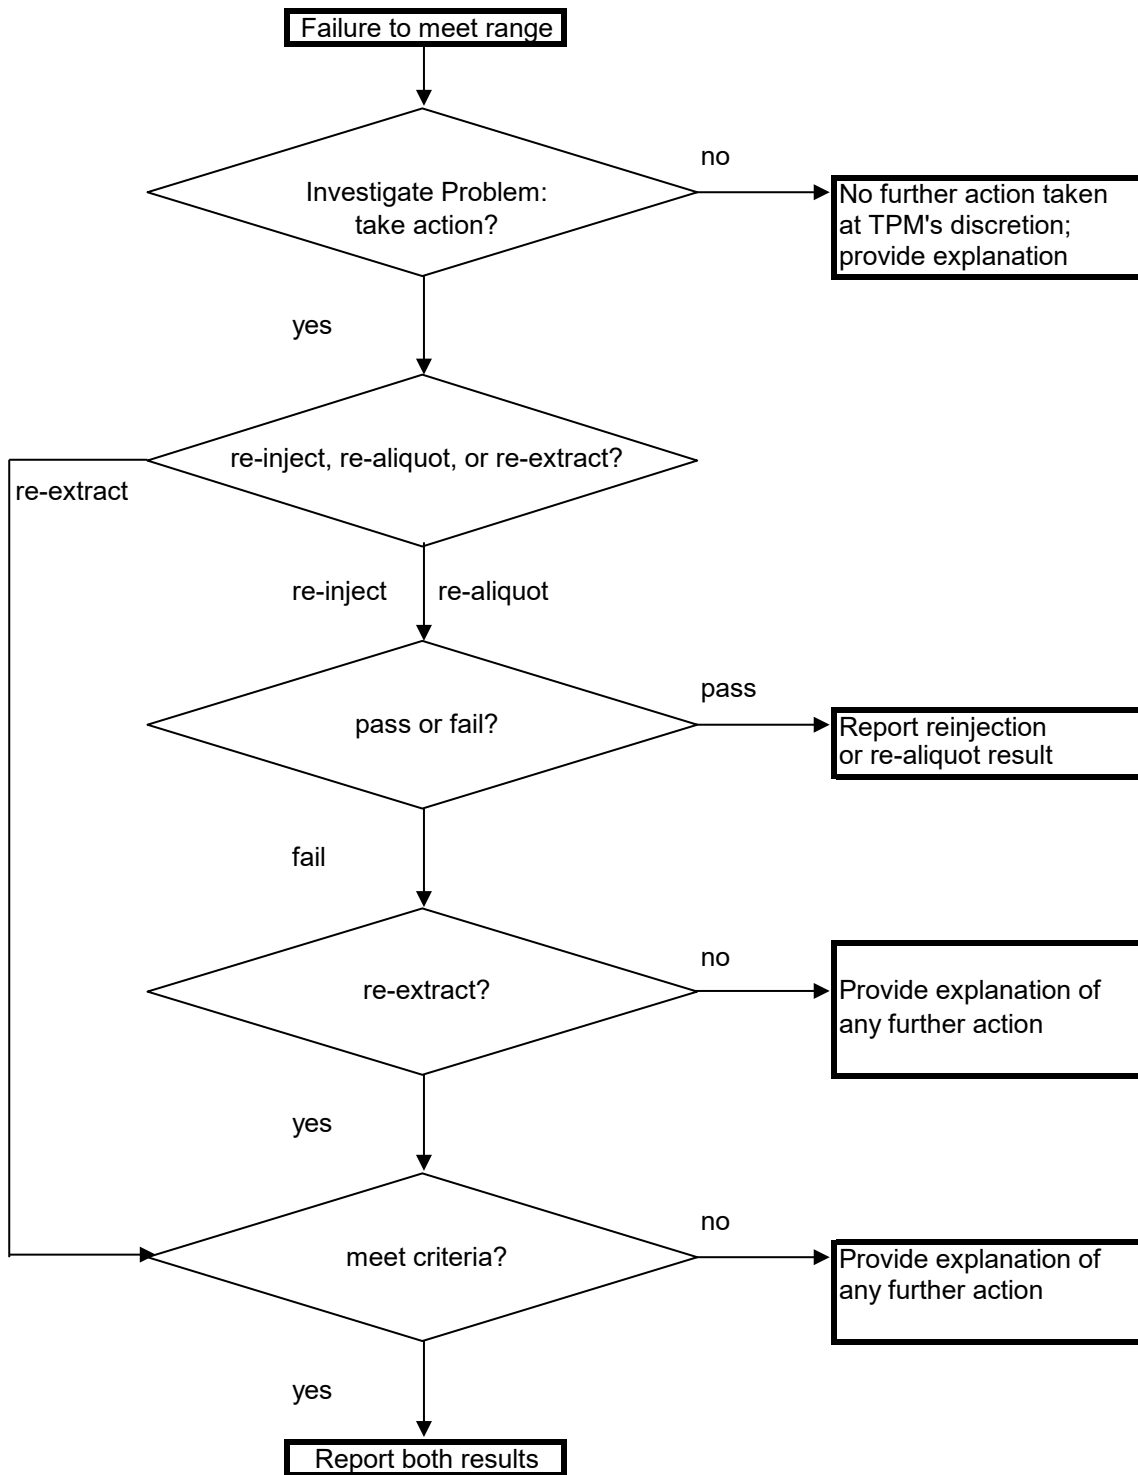 Failure to meet range
no
Investigate Problem:
take action?
No further action taken
at TPM's discretion;
provide explanation
yes
re-inject, re-aliquot, or re-extract?
re-extract
re-inject
re-aliquot
pass
pass or fail?
Report reinjection
or re-aliquot result
fail
no
re-extract?
Provide explanation of
any further action
yes
no
meet criteria?
Provide explanation of
any further action
yes
Report both results